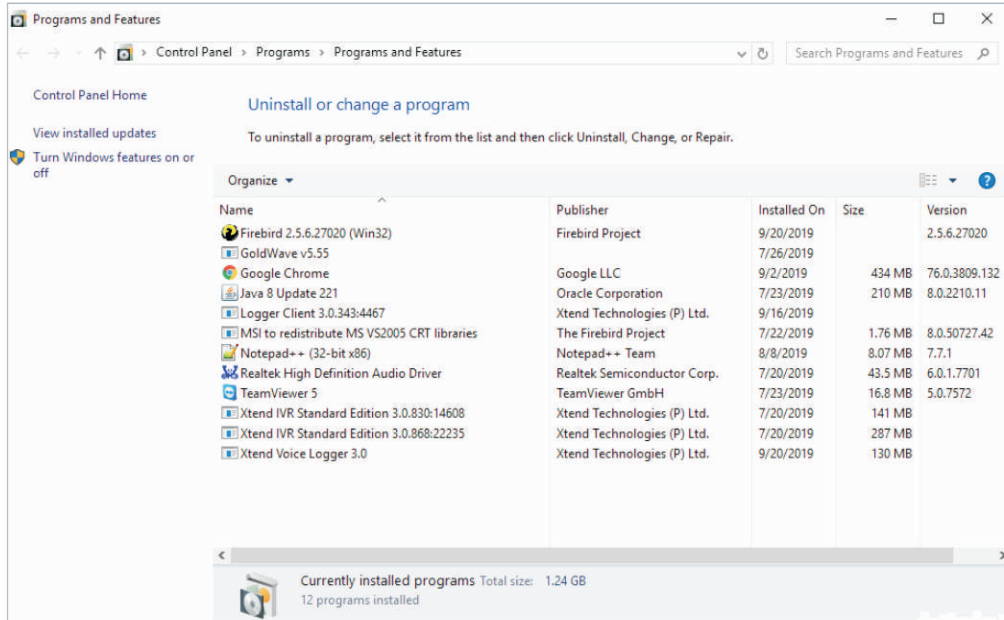 Programs and Features
Control Panel > Programs > Programs and Features
Search Programs and Features
Control Panel Home
View installed updates
Turn Windows features on or
off
Uninstall or change a program
To uninstall a program, select it from the list and then click Uninstall, Change, or Repair.
Organize
Name Publisher Installed On Size Version
Firebird 2.5.6.27020 (Win32) Firebird Project 9/20/2019 2.5.6.27020
GoldWave v5.55 7/26/2019
Google Chrome Google LLC 9/2/2019 434 MB 76.0.3809.132
Java 8 Update 221 Oracle Corporation 7/23/2019 210 MB 8.0.2210.11
Logger Client 3.0.343:4467 Xtend Technologies (P) Ltd. 9/16/2019
MSI to redistribute MS VS2005 CRT libraries The Firebird Project 7/22/2019 1.76 MB 8.0.50727.42
Notepad++ (32-bit x86) Notepad++ Team 8/8/2019 8.07 MB 7.7.1
Realtek High Definition Audio Driver Realtek Semiconductor Corp. 7/20/2019 43.5 MB 6.0.1.7701
TeamViewer 5 TeamViewer GmbH 7/23/2019 16.8 MB 5.0.7572
Xtend IVR Standard Edition 3.0.830:14608 Xtend Technologies (P) Ltd. 7/20/2019 141 MB
Xtend IVR Standard Edition 3.0.868:22235 Xtend Technologies (P) Ltd. 7/20/2019 287 MB
Xtend Voice Logger 3.0 Xtend Technologies (P) Ltd. 9/20/2019 130 MB
Currently installed programs Total size: 1.24 GB
12 programs installed